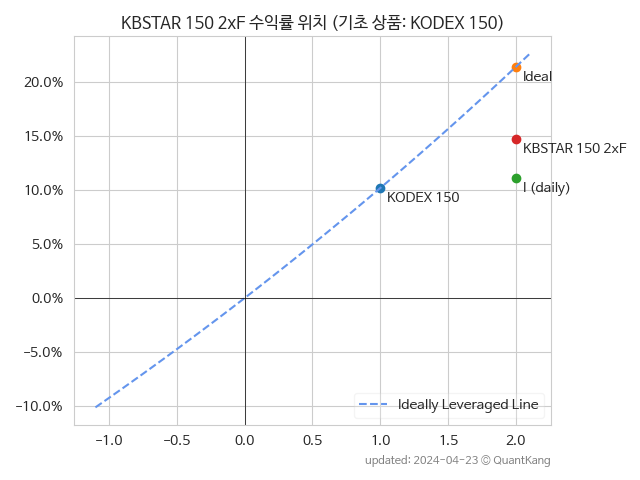 KBSTAR 150 2xF 수익률 위치 (기초 상품: KODEX 150)
20.0%
15.0%
10.0%
5.0%
0.0%
−5.0%
−10.0%
Ideal
KBSTAR 150 2xF
I (daily)
KODEX 150
Ideally Leveraged Line
−1.0 −0.5 0.0 0.5 1.0 1.5 2.0
updated: 2024-04-23 © QuantKang